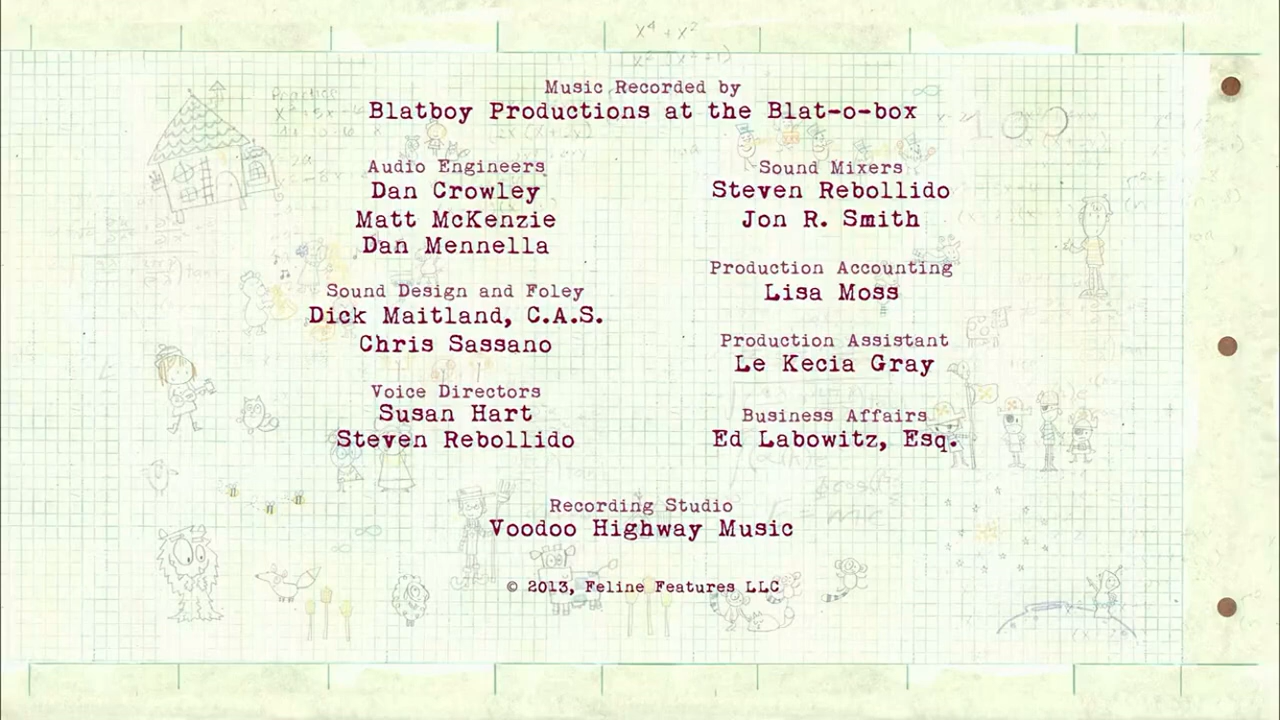 Music Recorded by
Blatboy Productions at the Blat-o-box
Audio Engineers
Dan Crowley
Matt McKenzie
Dan Mennella
Sound Design and Foley
Dick Maitland, C.A.S.
Chris Sassano
Voice Directors
Susan Hart
Steven Rebollido
Sound Mixers
Steven Rebollido
Jon R. Smith
Production Accounting
Lisa Moss
Production Assistant
Le Kecia Gray
Business Affairs
Ed Labowitz, Esq.
Recording Studio
Voodoo Highway Music
© 2013, Feline Features LLC